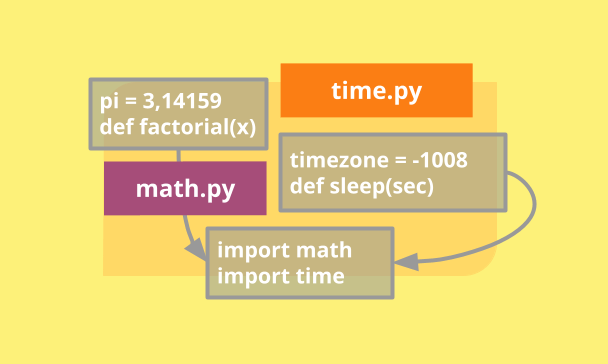 pi = 3,14159
def factorial(x)
math.py
time.py
timezone = -1008
def sleep(sec)
import math
import time